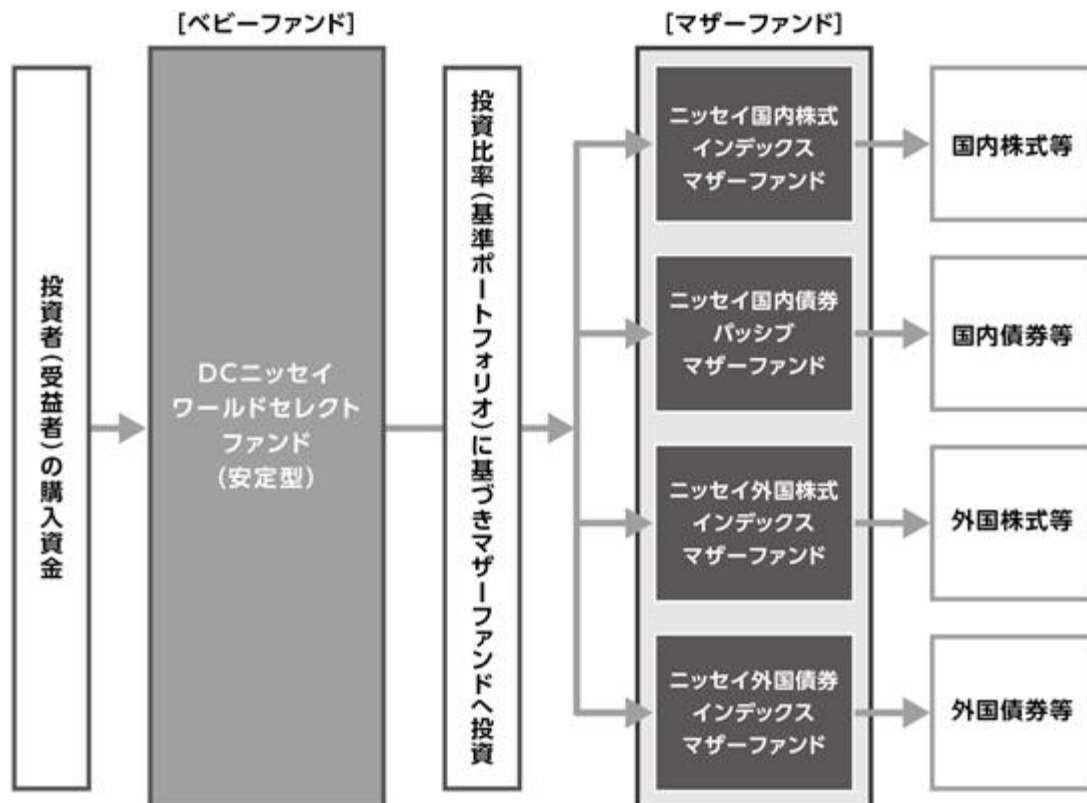 [ベビーファンド]
[マザーファンド]
投資者(受益者)の購入資金
DCニッセイ
ワールドセレクト
ファンド
(安定型)
投資比率(基準ポートフォリオ)に基づきマザーファンドへ投資
ニッセイ国内株式
インデックス
マザーファンド
国内株式等
ニッセイ国内債券
パッシブ
マザーファンド
国内債券等
ニッセイ外国株式
インデックス
マザーファンド
外国株式等
ニッセイ外国債券
インデックス
マザーファンド
外国債券等